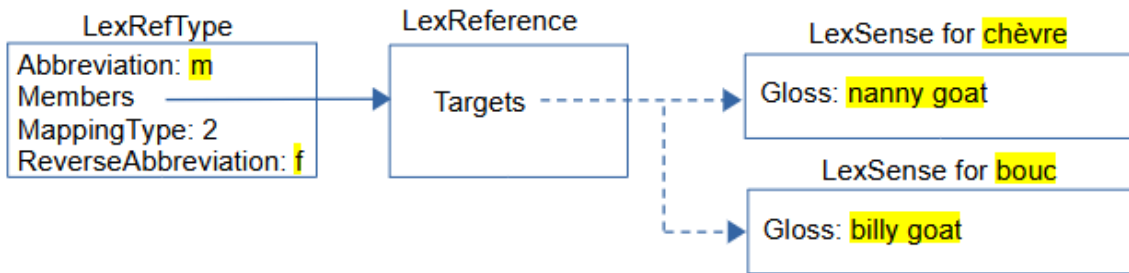 LexRefType
Abbreviation: m
Members
MappingType: 2
ReverseAbbreviation: f
LexReference
Targets
LexSense for chèvre
Gloss: nanny goat
LexSense for bouc
Gloss: billy goat